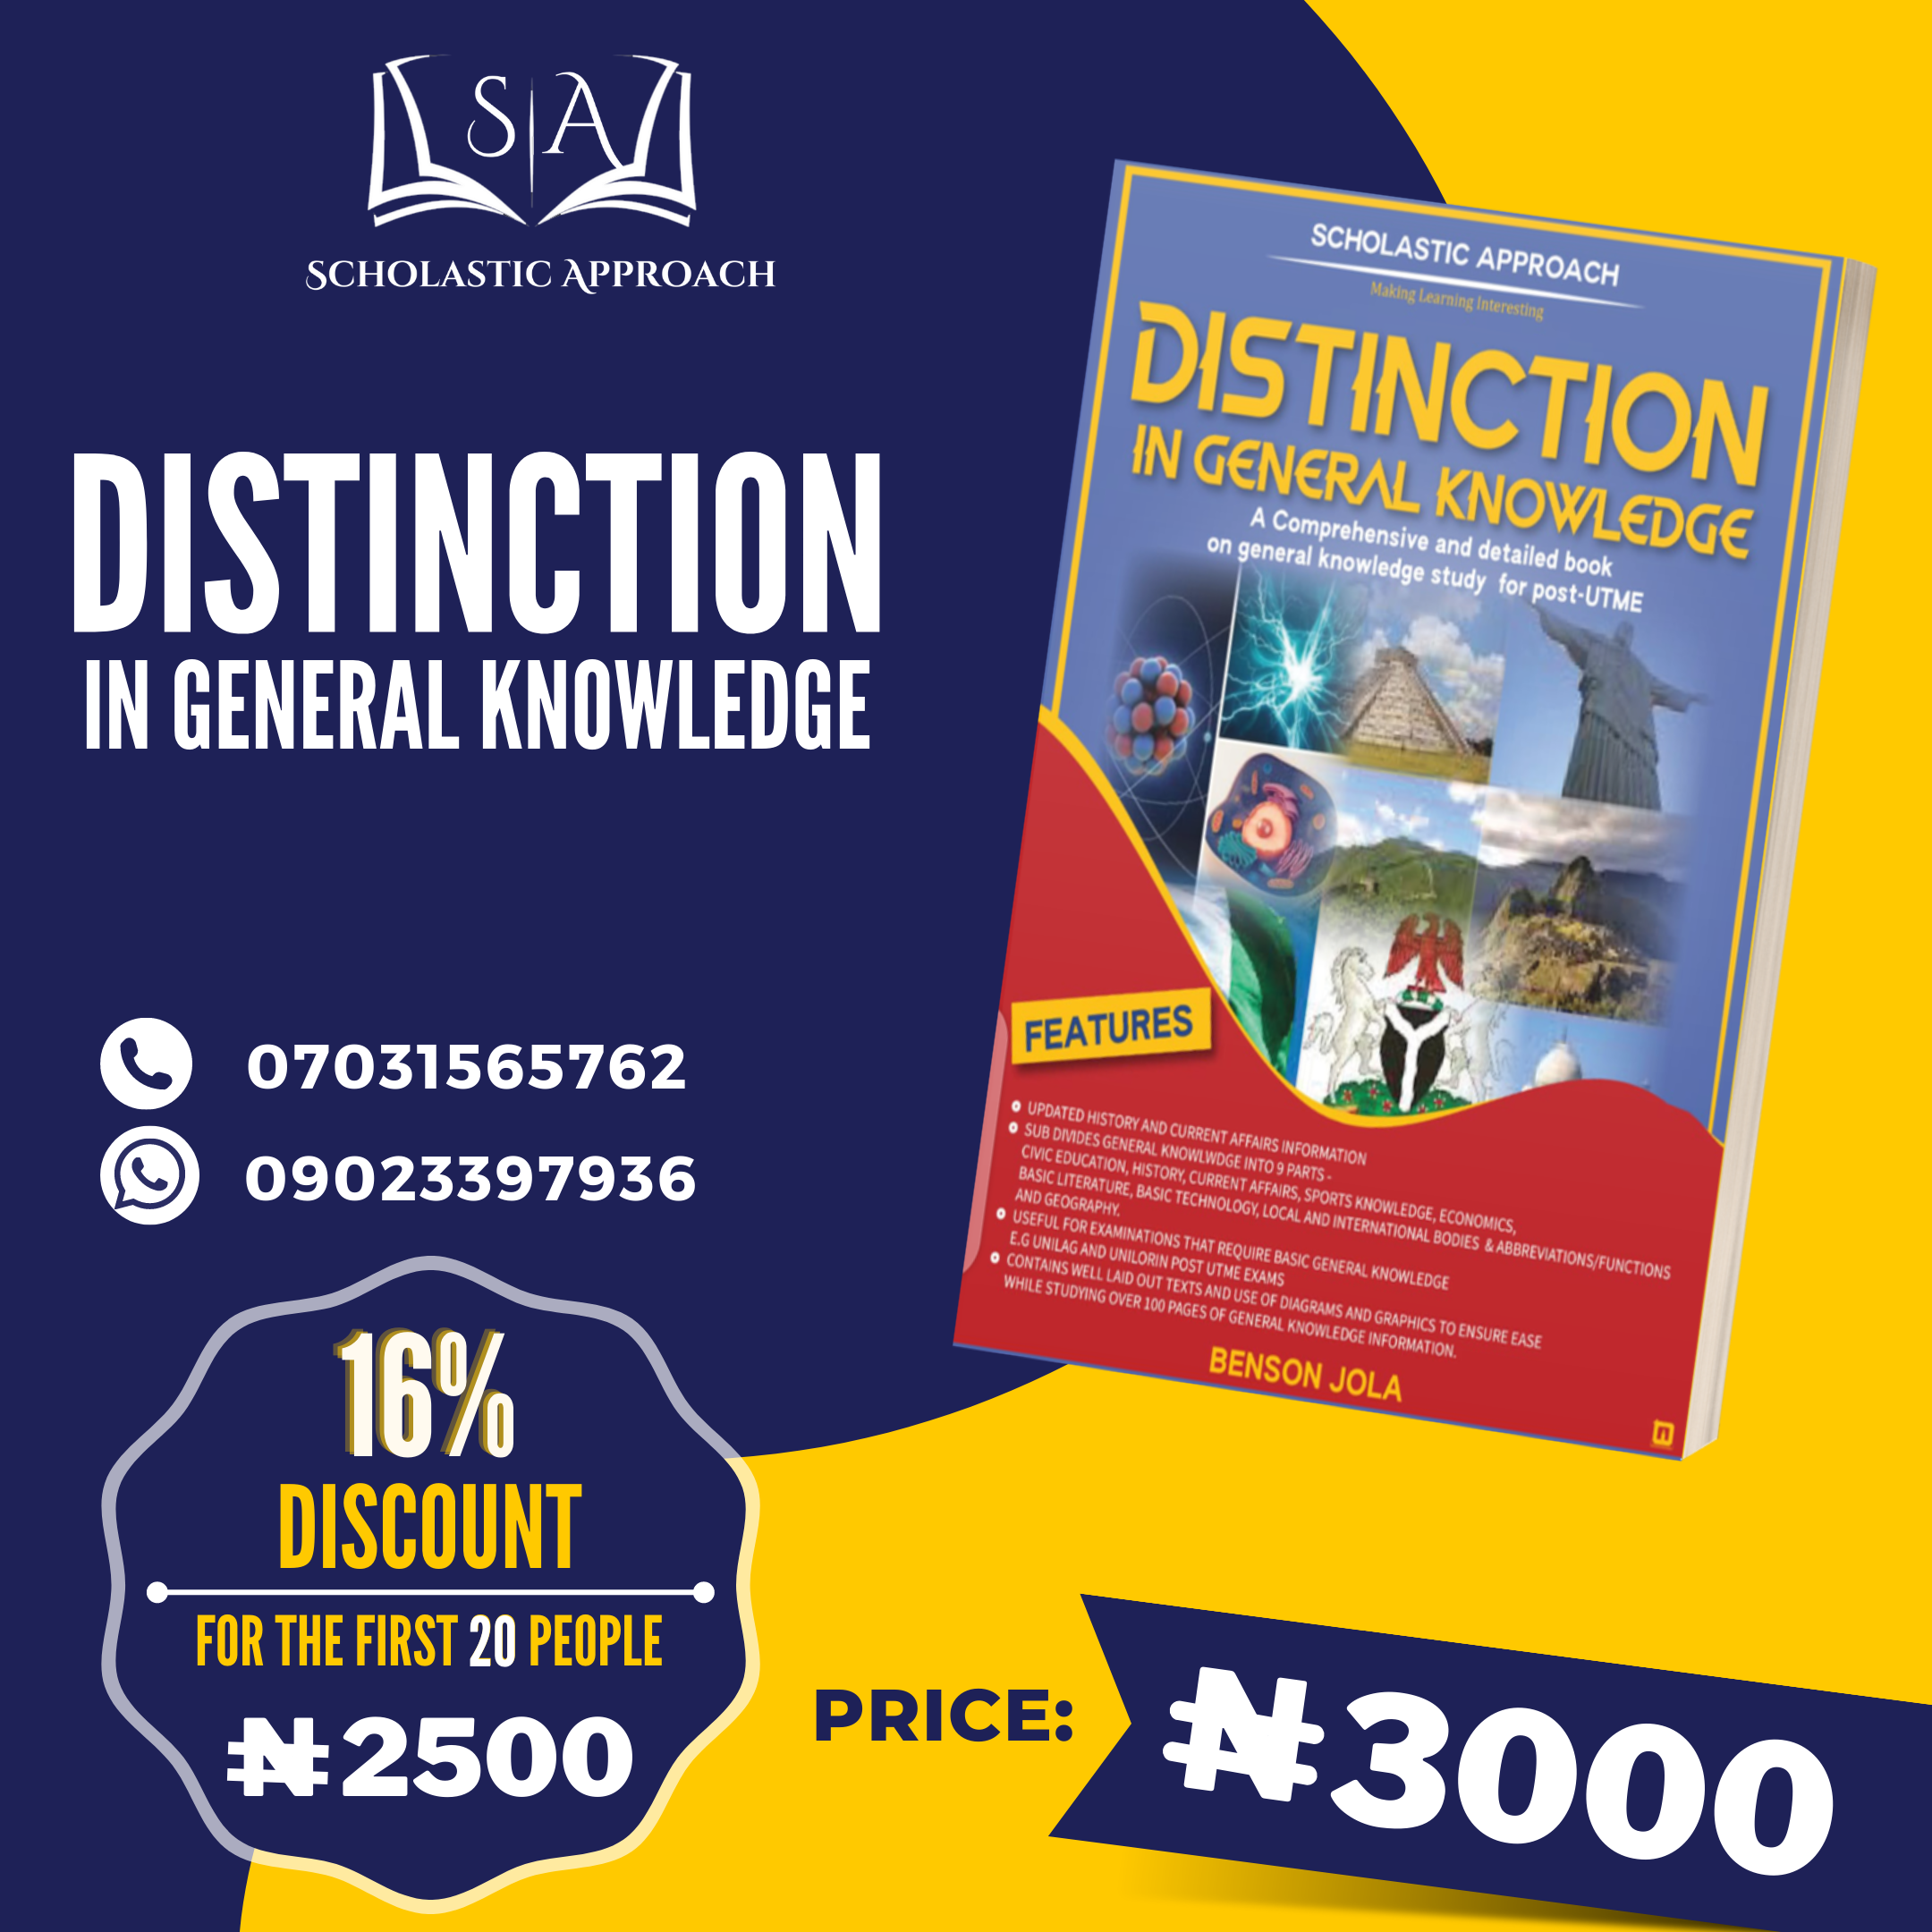 S|A
SCHOLASTIC APPROACH
DISTINCTION
IN GENERAL KNOWLEDGE
07031565762
09023397936
16%
DISCOUNT
FOR THE FIRST 20 PEOPLE
₦2500
PRICE:
₦3000
SCHOLASTIC APPROACH
Making Learning Interesting
DISTINCTION
IN GENERAL KNOWLEDGE
A Comprehensive and detailed book
on general knowledge study for post-UTME
FEATURES
UPDATED HISTORY AND CURRENT AFFAIRS INFORMATION
SUB DIVIDES GENERAL KNOWLWDGE INTO 9 PARTS -
CIVIC EDUCATION, HISTORY, CURRENT AFFAIRS, SPORTS KNOWLEDGE, ECONOMICS,
BASIC LITERATURE, BASIC TECHNOLOGY, LOCAL AND INTERNATIONAL BODIES & ABBREVIATIONS/FUNCTIONS
AND GEOGRAPHY.
USEFUL FOR EXAMINATIONS THAT REQUIRE BASIC GENERAL KNOWLEDGE
E.G UNILAG AND UNILORIN POST UTME EXAMS
CONTAINS WELL LAID OUT TEXTS AND USE OF DIAGRAMS AND GRAPHICS TO ENSURE EASE
WHILE STUDYING OVER 100 PAGES OF GENERAL KNOWLEDGE INFORMATION.
BENSON JOLA